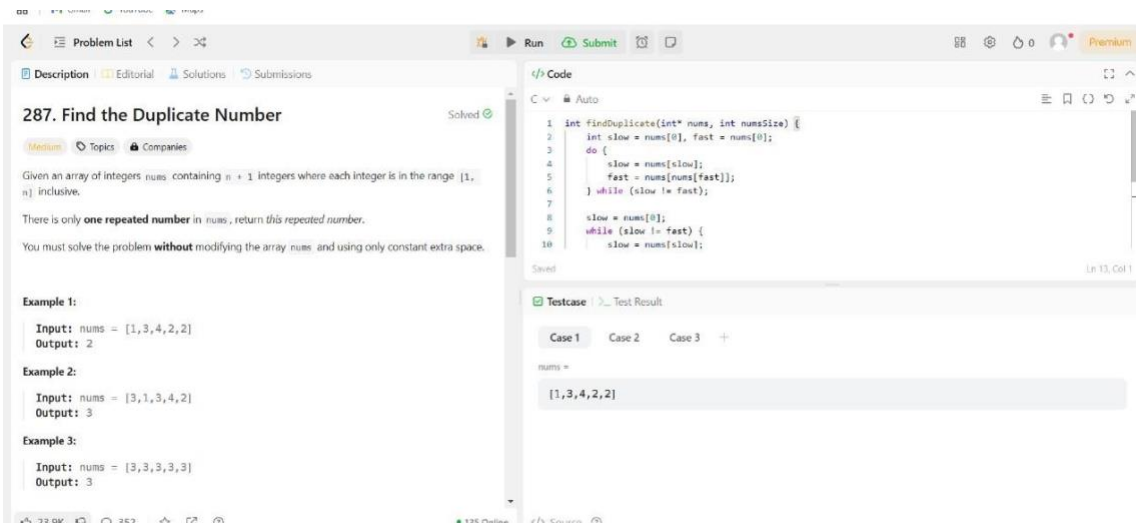 Problem List
Run
Submit
0
Premium
Description
Editorial
Solutions
Submissions
287. Find the Duplicate Number
Solved
Medium
Topics
Companies
Given an array of integers nums containing n + 1 integers where each integer is in the range [1,
n] inclusive.
There is only one repeated number in nums, return this repeated number.
You must solve the problem without modifying the array nums and using only constant extra space.
Example 1:
Input: nums = [1,3,4,2,2]
Output: 2
Example 2:
Input: nums = [3,1,3,4,2]
Output: 3
Example 3:
Input: nums = [3,3,3,3,3]
Output: 3
23.9K
352
135 Online
</> Code
C
Auto
1 int findDuplicate(int* nums, int numsSize) {
2 int slow = nums[0], fast = nums[0];
3 do {
4 slow = nums[slow];
5 fast = nums[nums[fast]];
6 } while (slow != fast);
7
8 slow = nums[0];
9 while (slow != fast) {
10 slow = nums[slow];
Saved
Ln 13, Col 1
Testcase
>_ Test Result
Case 1
Case 2
Case 3
+
nums =
[1,3,4,2,2]
</> Source